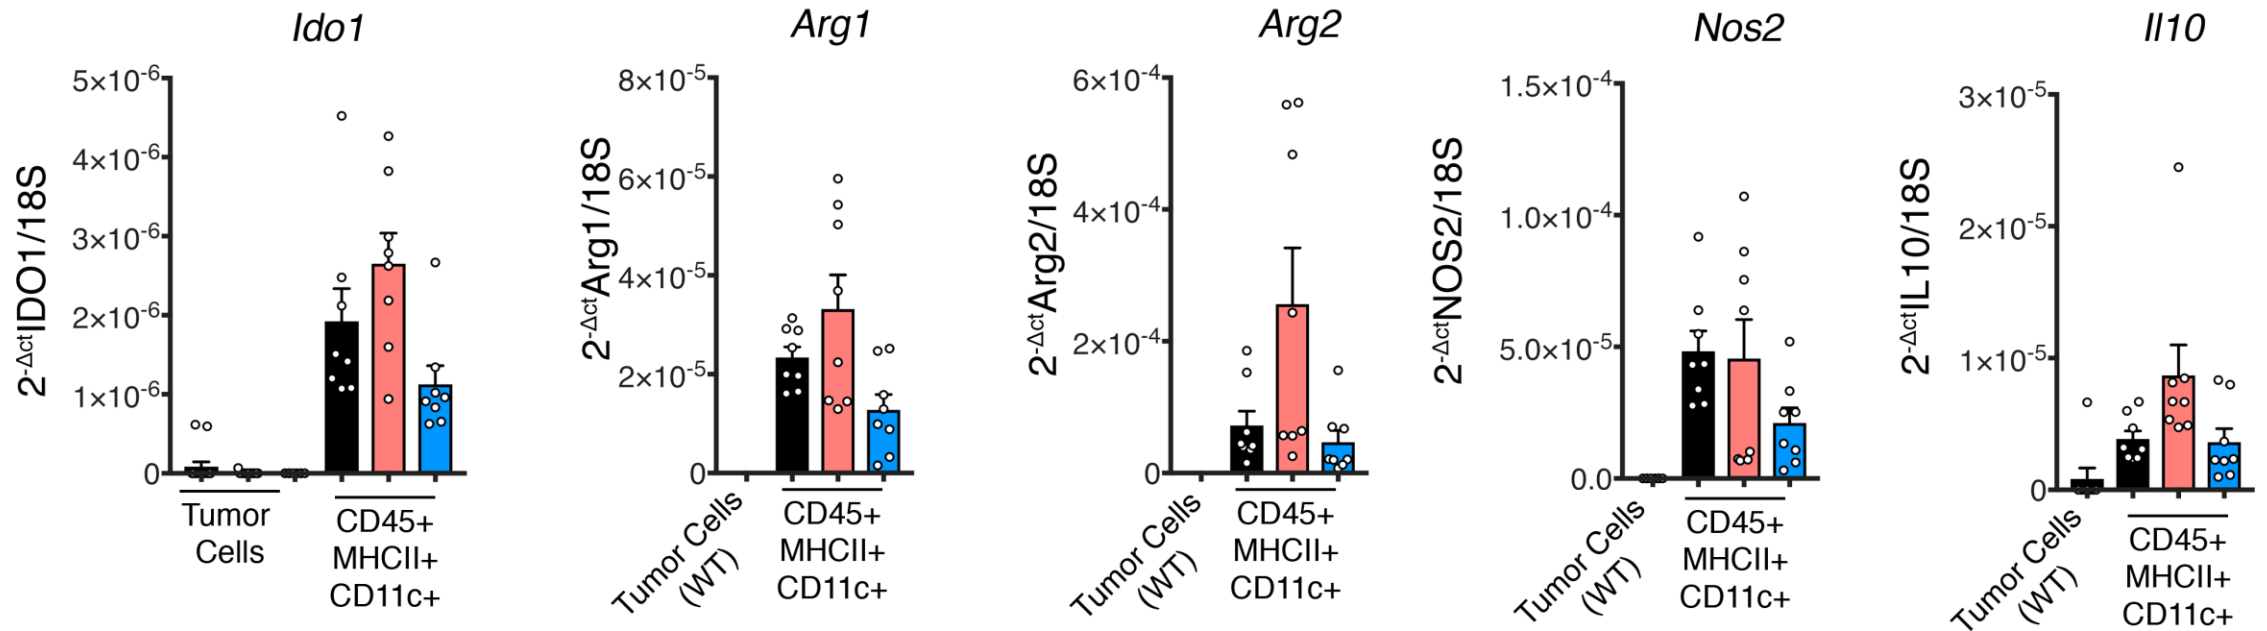 Ido1
5×10-6
4×10-6
3×10-6
2×10-6
1×10-6
0
2-ΔctIDO1/18S
Tumor
Cells
CD45+
MHCII+
CD11c+
Arg1
8×10-5
6×10-5
4×10-5
2×10-5
0
2-ΔctArg1/18S
Tumor Cells
(WT)
CD45+
MHCII+
CD11c+
Arg2
6×10-4
4×10-4
2×10-4
0
2-ΔctArg2/18S
Tumor Cells
(WT)
CD45+
MHCII+
CD11c+
Nos2
1.5×10-4
1.0×10-4
5.0×10-5
0.0
2-ΔctNOS2/18S
Tumor Cells
(WT)
CD45+
MHCII+
CD11c+
Il10
3×10-5
2×10-5
1×10-5
0
2-ΔctIL10/18S
Tumor Cells
(WT)
CD45+
MHCII+
CD11c+